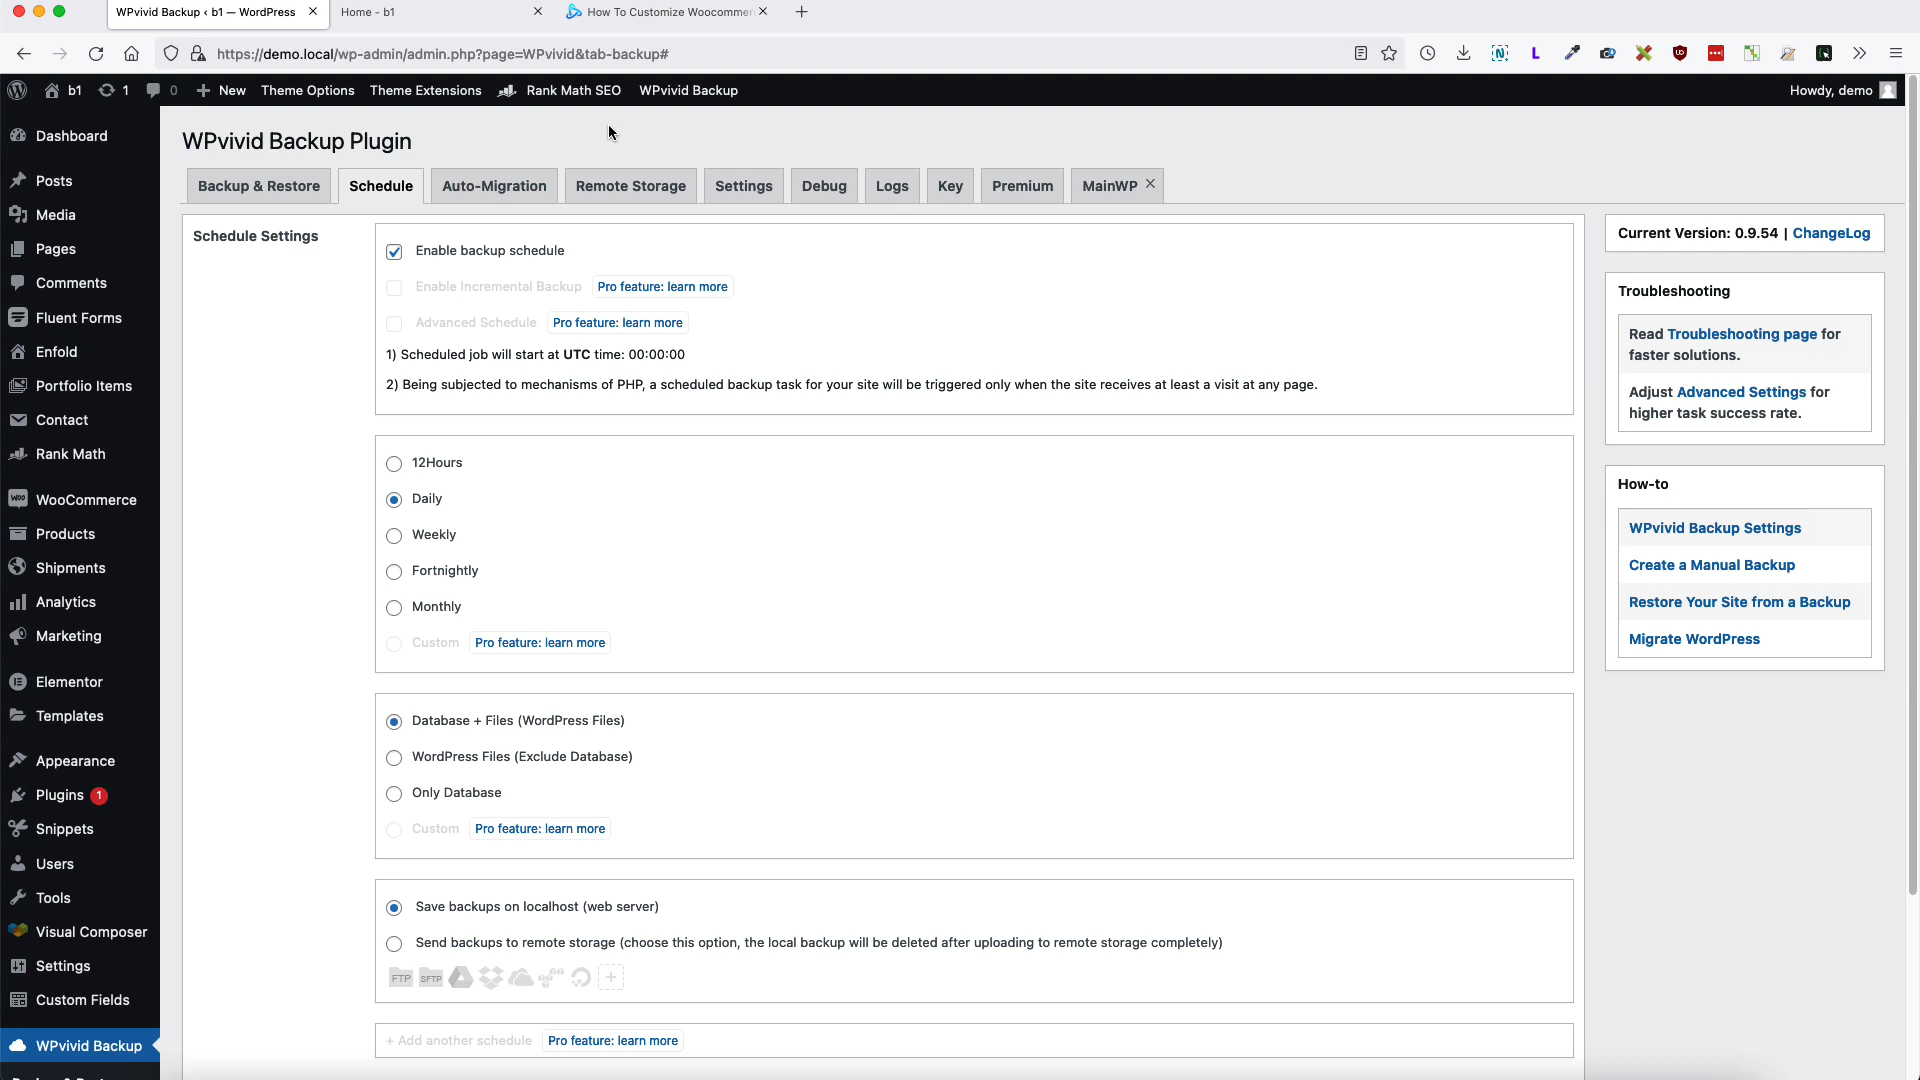 WPvivid Backup ‹ b1 — WordPress
Home - b1
How To Customize Woocommer
https://demo.local/wp-admin/admin.php?page=WPvivid&tab-backup#
b1
1
0
New
Theme Options
Theme Extensions
Rank Math SEO
WPvivid Backup
Howdy, demo
Dashboard
Posts
Media
Pages
Comments
Fluent Forms
Enfold
Portfolio Items
Contact
Rank Math
WooCommerce
Products
Shipments
Analytics
Marketing
Elementor
Templates
Appearance
Plugins 1
Snippets
Users
Tools
Visual Composer
Settings
Custom Fields
WPvivid Backup
WPvivid Backup Plugin
Backup & Restore
Schedule
Auto-Migration
Remote Storage
Settings
Debug
Logs
Key
Premium
MainWP
Schedule Settings
Enable backup schedule
Enable Incremental Backup Pro feature: learn more
Advanced Schedule Pro feature: learn more
1) Scheduled job will start at UTC time: 00:00:00
2) Being subjected to mechanisms of PHP, a scheduled backup task for your site will be triggered only when the site receives at least a visit at any page.
12Hours
Daily
Weekly
Fortnightly
Monthly
Custom Pro feature: learn more
Database + Files (WordPress Files)
WordPress Files (Exclude Database)
Only Database
Custom Pro feature: learn more
Save backups on localhost (web server)
Send backups to remote storage (choose this option, the local backup will be deleted after uploading to remote storage completely)
FTP SFTP
+ Add another schedule Pro feature: learn more
Current Version: 0.9.54 | ChangeLog
Troubleshooting
Read Troubleshooting page for
faster solutions.
Adjust Advanced Settings for
higher task success rate.
How-to
WPvivid Backup Settings
Create a Manual Backup
Restore Your Site from a Backup
Migrate WordPress